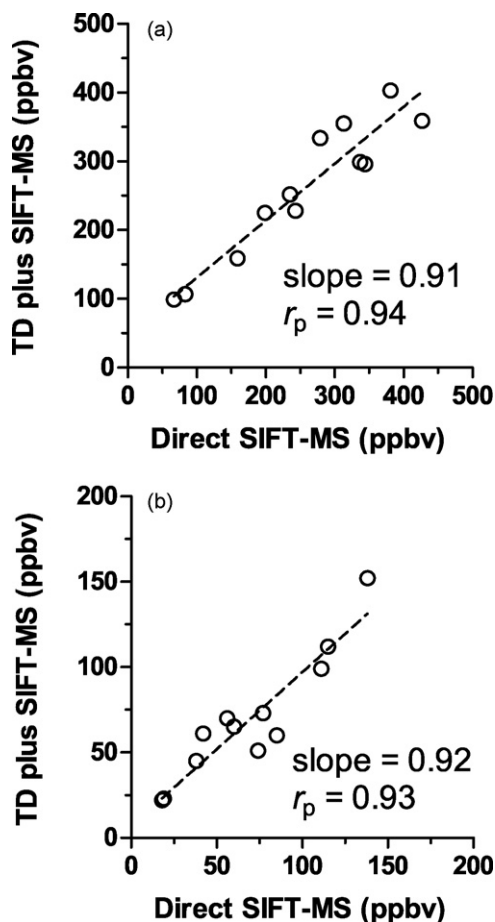 (a)
500
400
300
200
100
0
TD plus SIFT-MS (ppbv)
slope = 0.91
rp = 0.94
0 100 200 300 400 500
Direct SIFT-MS (ppbv)
(b)
200
150
100
50
0
TD plus SIFT-MS (ppbv)
slope = 0.92
rp = 0.93
0 50 100 150 200
Direct SIFT-MS (ppbv)